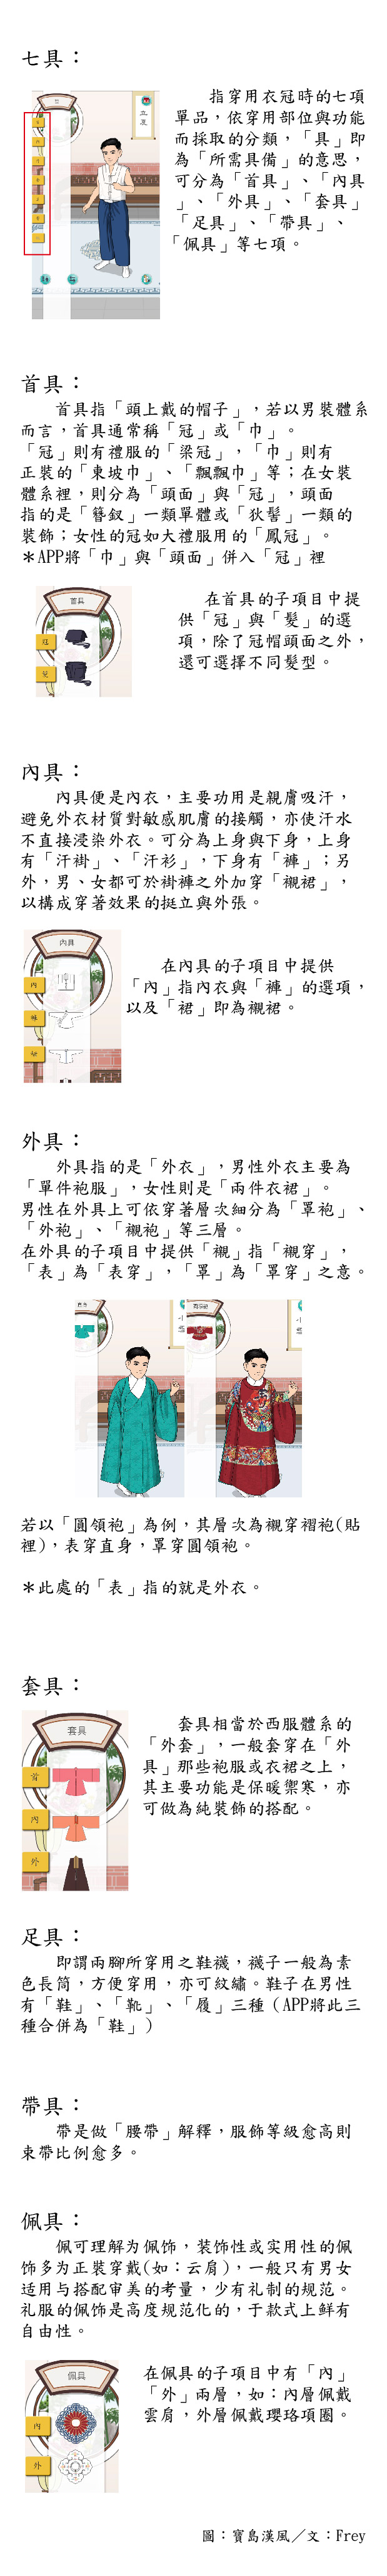 七具：
指穿用衣冠時的七項
單品，依穿用部位與功能
而採取的分類，「具」即
為「所需具備」的意思，
可分為「首具」、「內具
」、「外具」、「套具」
「足具」、「帶具」、
「佩具」等七項。
立夏
首具：
首具指「頭上戴的帽子」，若以男裝體系
而言，首具通常稱「冠」或「巾」。
「冠」則有禮服的「梁冠」，「巾」則有
正裝的「東坡巾」、「飄飄巾」等；在女裝
體系裡，則分為「頭面」與「冠」，頭面
指的是「簪釵」一類單體或「狄髻」一類的
裝飾；女性的冠如大禮服用的「鳳冠」。
＊APP將「巾」與「頭面」併入「冠」裡
首具
冠
髮
在首具的子項目中提
供「冠」與「髮」的選
項，除了冠帽頭面之外，
還可選擇不同髮型。
內具：
內具便是內衣，主要功用是親膚吸汗，
避免外衣材質對敏感肌膚的接觸，亦使汗水
不直接浸染外衣。可分為上身與下身，上身
有「汗褂」、「汗衫」，下身有「褲」；另
外，男、女都可於褂褲之外加穿「襯裙」，
以構成穿著效果的挺立與外張。
內具
內
褲
裙
在內具的子項目中提供
「內」指內衣與「褲」的選項，
以及「裙」即為襯裙。
外具：
外具指的是「外衣」，男性外衣主要為
「單件袍服」，女性則是「兩件衣裙」。
男性在外具上可依穿著層次細分為「罩袍」、
「外袍」、「襯袍」等三層。
在外具的子項目中提供「襯」指「襯穿」，
「表」為「表穿」，「罩」為「罩穿」之意。
若以「圓領袍」為例，其層次為襯穿褶袍(貼
裡)，表穿直身，罩穿圓領袍。
＊此處的「表」指的就是外衣。
套具：
套具
首
內
外
套具相當於西服體系的
「外套」，一般套穿在「外
具」那些袍服或衣裙之上，
其主要功能是保暖禦寒，亦
可做為純裝飾的搭配。
足具：
即謂兩腳所穿用之鞋襪，襪子一般為素
色長筒，方便穿用，亦可紋繡。鞋子在男性
有「鞋」、「靴」、「履」三種（APP將此三
種合併為「鞋」）
帶具：
帶是做「腰帶」解釋，服飾等級愈高則
束帶比例愈多。
佩具：
佩可理解为佩饰，装饰性或实用性的佩
饰多为正裝穿戴(如：云肩)，一般只有男女
适用与搭配审美的考量，少有礼制的规范。
礼服的佩饰是高度规范化的，于款式上鲜有
自由性。
佩具
內
外
在佩具的子項目中有「內」
「外」兩層，如：內層佩戴
雲肩，外層佩戴瓔珞項圈。
圖：寶島漢風／文：Frey